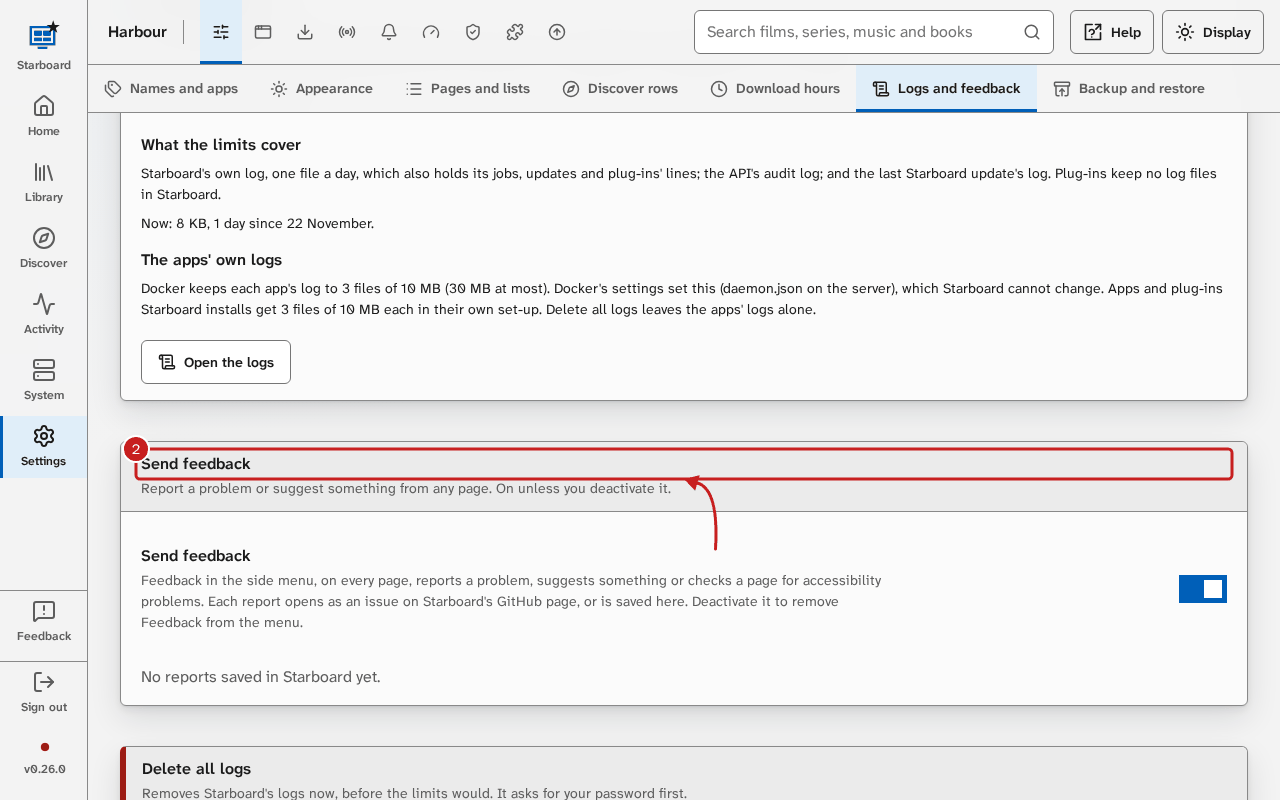 Starboard
Home
Library
Discover
Activity
System
Settings
Feedback
Sign out
v0.26.0
Harbour
Search films, series, music and books
Help
Display
Names and apps
Appearance
Pages and lists
Discover rows
Download hours
Logs and feedback
Backup and restore
What the limits cover
Starboard's own log, one file a day, which also holds its jobs, updates and plug-ins' lines; the API's audit log; and the last Starboard update's log. Plug-ins keep no log files
in Starboard.
Now: 8 KB, 1 day since 22 November.
The apps' own logs
Docker keeps each app's log to 3 files of 10 MB (30 MB at most). Docker's settings set this (daemon.json on the server), which Starboard cannot change. Apps and plug-ins
Starboard installs get 3 files of 10 MB each in their own set-up. Delete all logs leaves the apps' logs alone.
Open the logs
2
Send feedback
Report a problem or suggest something from any page. On unless you deactivate it.
Send feedback
Feedback in the side menu, on every page, reports a problem, suggests something or checks a page for accessibility
problems. Each report opens as an issue on Starboard's GitHub page, or is saved here. Deactivate it to remove
Feedback from the menu.
No reports saved in Starboard yet.
Delete all logs
Removes Starboard's logs now, before the limits would. It asks for your password first.